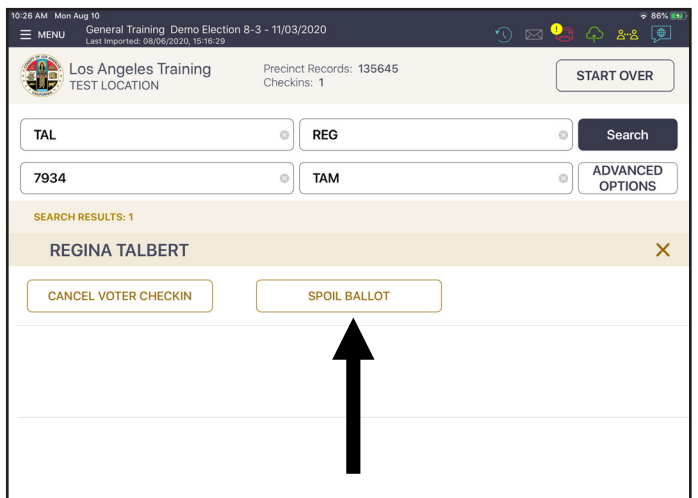 10:26 AM Mon Aug 10
86%
MENU
General Training Demo Election 8-3 - 11/03/2020
Last Imported: 08/06/2020, 15:16:29
Los Angeles Training
TEST LOCATION
Precinct Records: 135645
Checkins: 1
START OVER
TAL
REG
Search
7934
TAM
ADVANCED
OPTIONS
SEARCH RESULTS: 1
REGINA TALBERT
CANCEL VOTER CHECKIN
SPOIL BALLOT